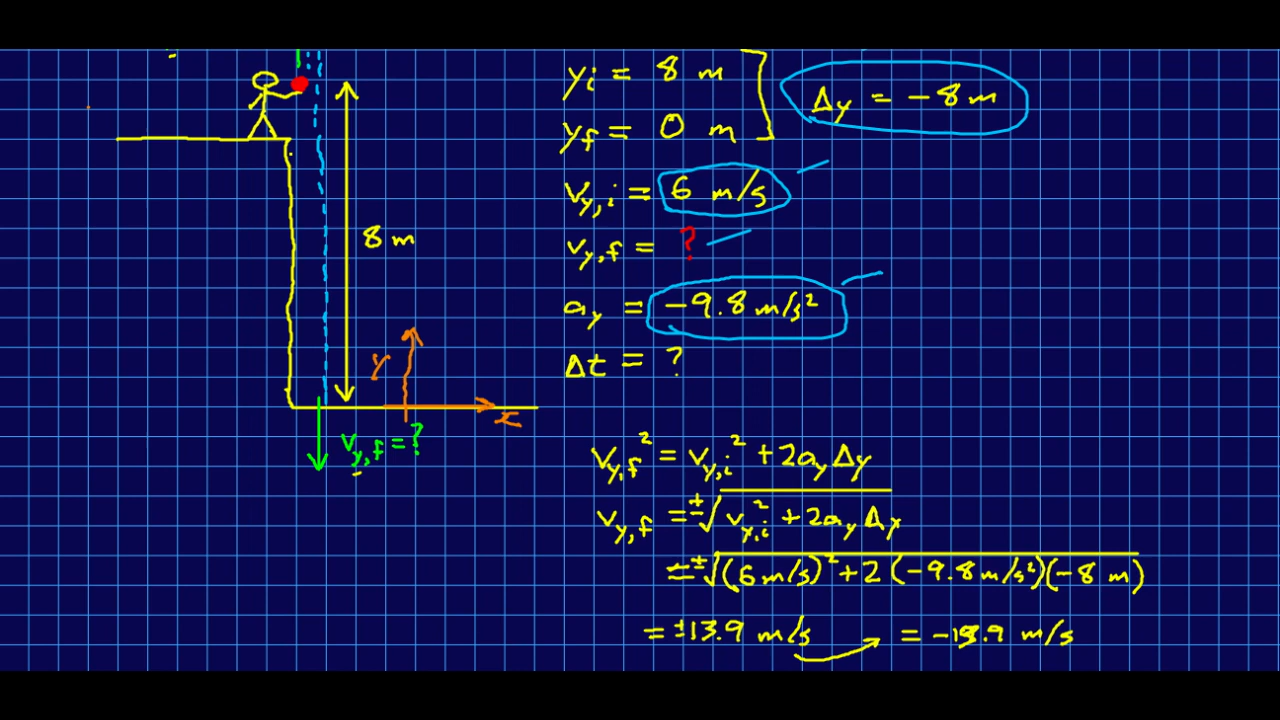 yi = 8 m
Δy = -8 m
yf = 0 m
Vy,i = 6 m/s
vy,f = ?
8 m
ay = -9.8 m/s²
Δt = ?
y
x
vy,f = ?
Vy,f² = vy,i² + 2ay Δy
vy,f = ±√vy,i² + 2ay Δy
= ±√(6 m/s)² + 2 (-9.8 m/s²)(-8 m)
= ±13.9 m/s = -13.9 m/s